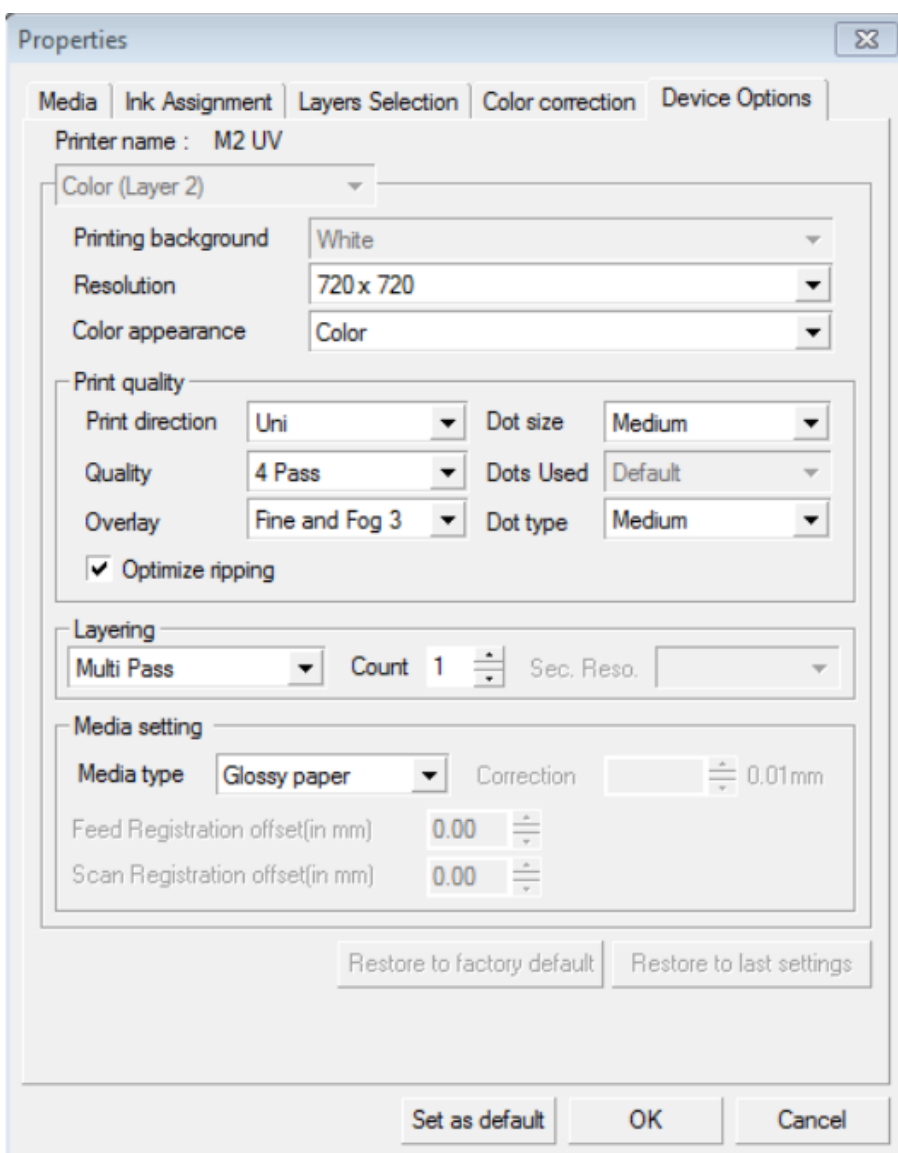 Properties
Media Ink Assignment Layers Selection Color correction Device Options
Printer name : M2 UV
Color (Layer 2)
Printing background White
Resolution 720 x 720
Color appearance Color
Print quality
Print direction Uni Dot size Medium
Quality 4 Pass Dots Used Default
Overlay Fine and Fog 3 Dot type Medium
Optimize ripping
Layering
Multi Pass Count 1 Sec. Reso.
Media setting
Media type Glossy paper Correction 0.01mm
Feed Registration offset(in mm) 0.00
Scan Registration offset(in mm) 0.00
Restore to factory default Restore to last settings
Set as default OK Cancel